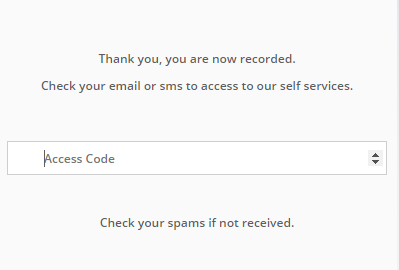 Thank you, you are now recorded.
Check your email or sms to access to our self services.
Access Code
Check your spams if not received.